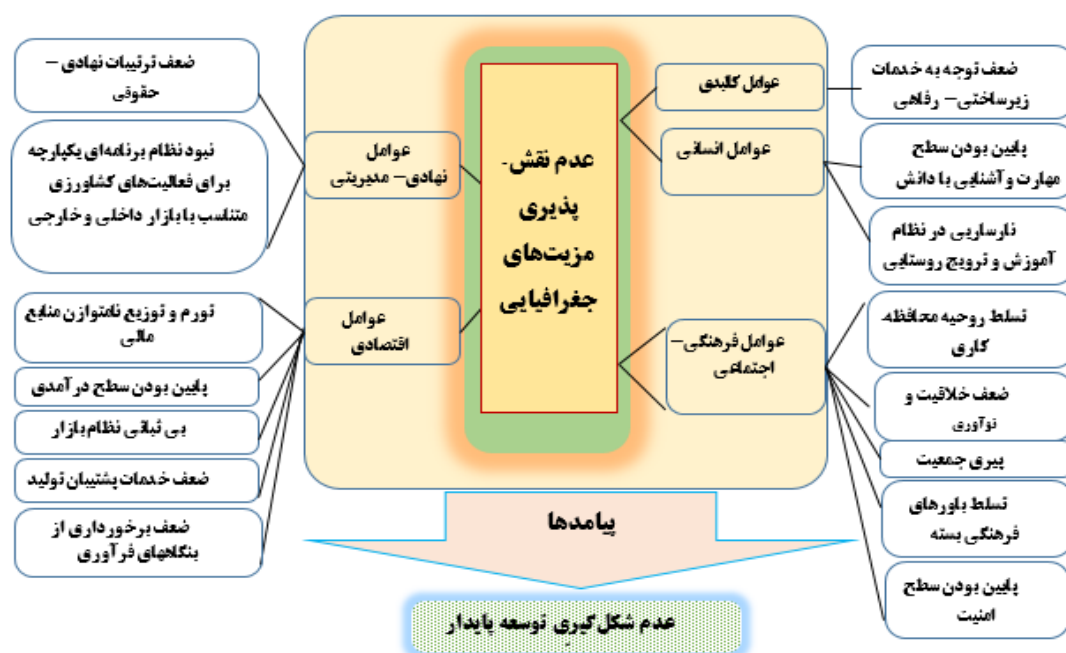 ضعف توجه به خدمات
زیرساختی– رفاهی
پایین بودن سطح
مهارت و آشنایی با دانش
نارسایی در نظام
آموزش و ترویج روستایی
تسلط روحیه محافظه-
کاری
ضعف خلاقیت و
نوآوری
پیری جمعیت
تسلط باورهای
فرهنگی بسته
پایین بودن سطح
امنیت
عوامل کالبدی
عوامل انسانی
عوامل فرهنگی–
اجتماعی
عدم نقش-
پذیری
مزیت‌های
جغرافیایی
عوامل
نهادی– مدیریتی
عوامل
اقتصادی
ضعف ترتیبات نهادی–
حقوقی
نبود نظام برنامه‌ای یکپارچه
برای فعالیت‌های کشاورزی
متناسب با بازار داخلی و خارجی
تورم و توزیع نامتوازن منابع
مالی
پایین بودن سطح درآمدی
بی ثباتی نظام بازار
ضعف خدمات پشتیبان تولید
ضعف برخورداری از
بنگاههای فرآوری
پیامدها
عدم شکل‌گیری توسعه پایدار